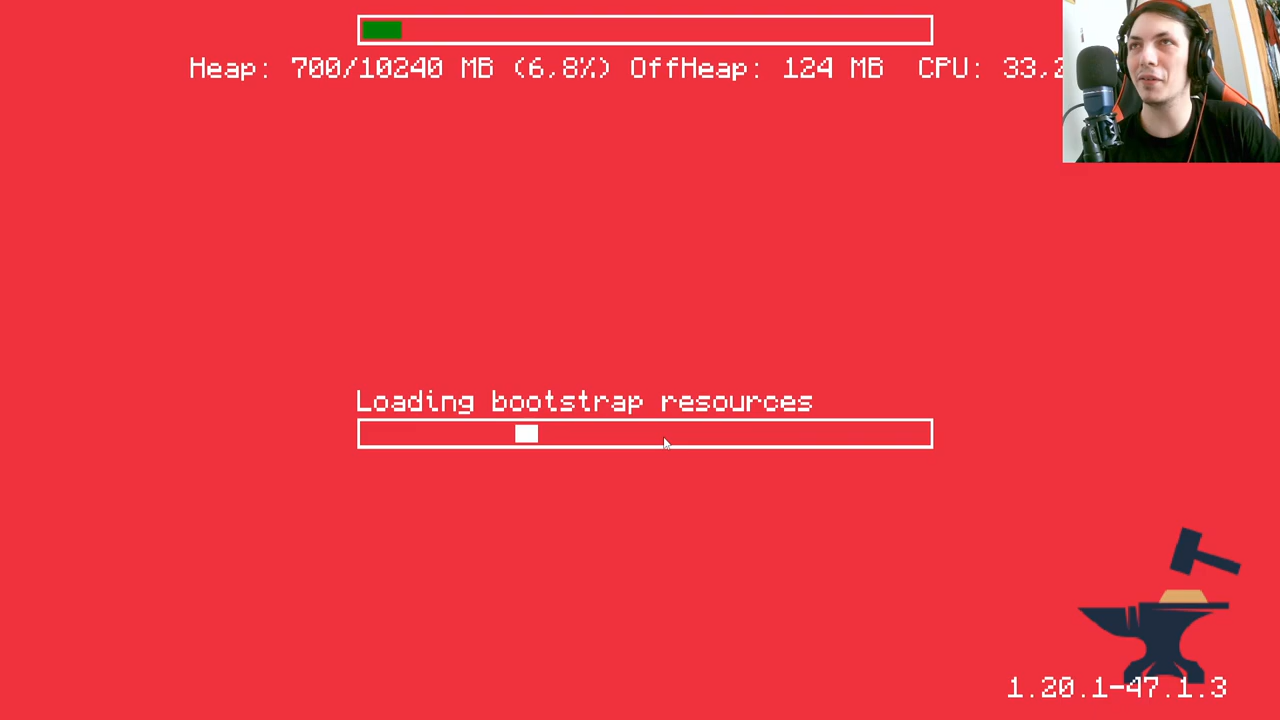 Heap: 700/10240 MB (6,8%) OffHeap: 124 MB CPU: 33,2
Loading bootstrap resources
1.20.1-47.1.3